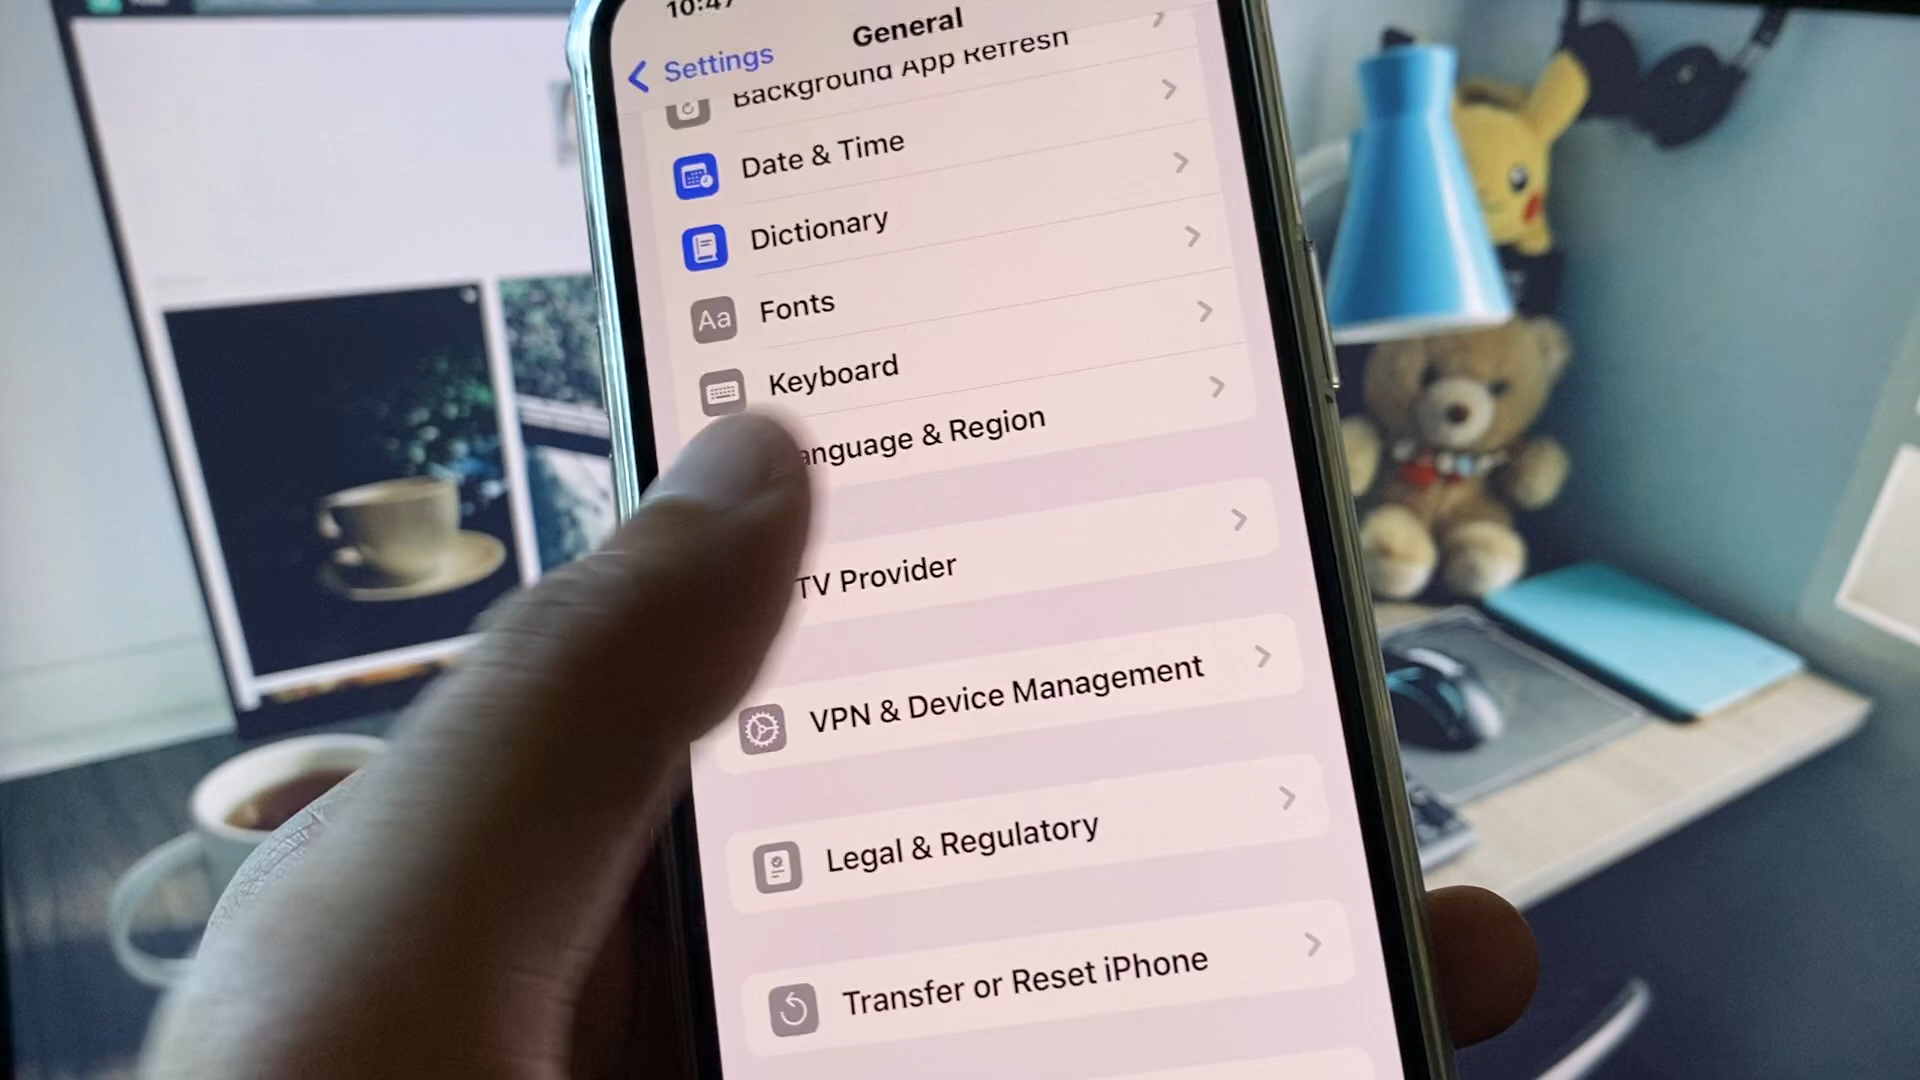 10:47
General
Settings
Background App Refresh
Date & Time
Dictionary
Aa
Fonts
Keyboard
anguage & Region
TV Provider
VPN & Device Management
Legal & Regulatory
Transfer or Reset iPhone